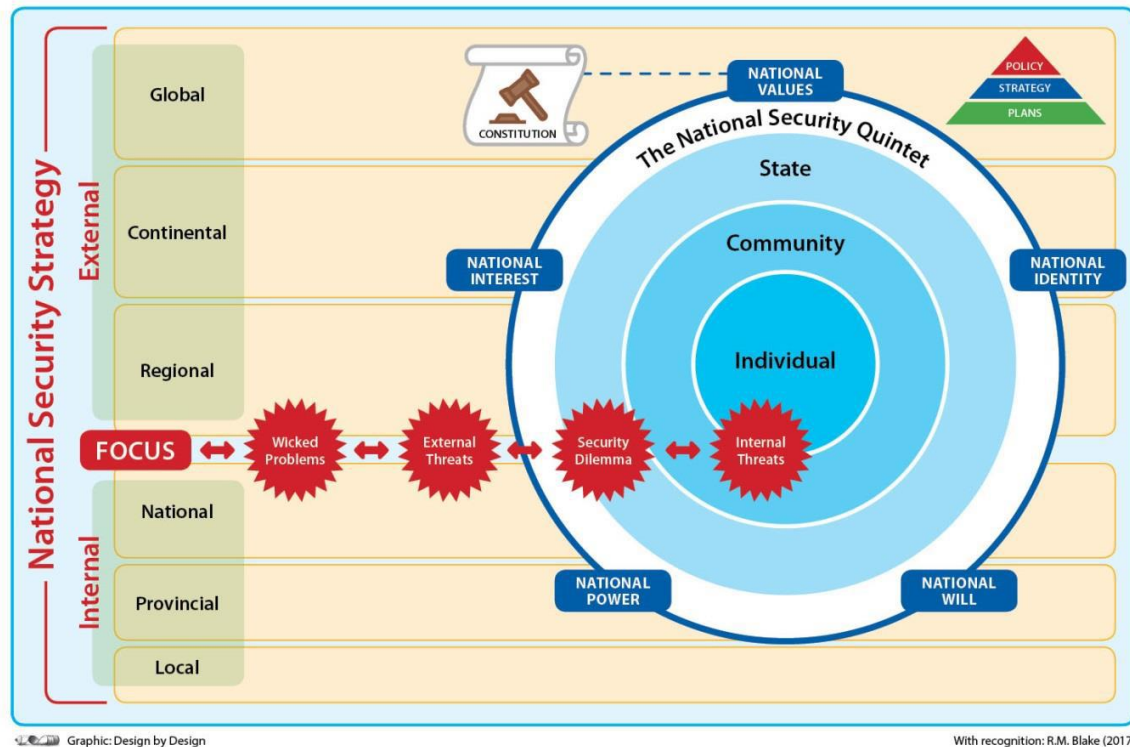 National Security Strategy
External
Internal
Global
Continental
Regional
National
Provincial
Local
CONSTITUTION
NATIONAL
VALUES
POLICY
STRATEGY
PLANS
The National Security Quintet
State
Community
Individual
NATIONAL
INTEREST
NATIONAL
IDENTITY
FOCUS
Wicked
Problems
External
Threats
Security
Dilemma
Internal
Threats
NATIONAL
POWER
NATIONAL
WILL
Graphic: Design by Design
With recognition: R.M. Blake (2017